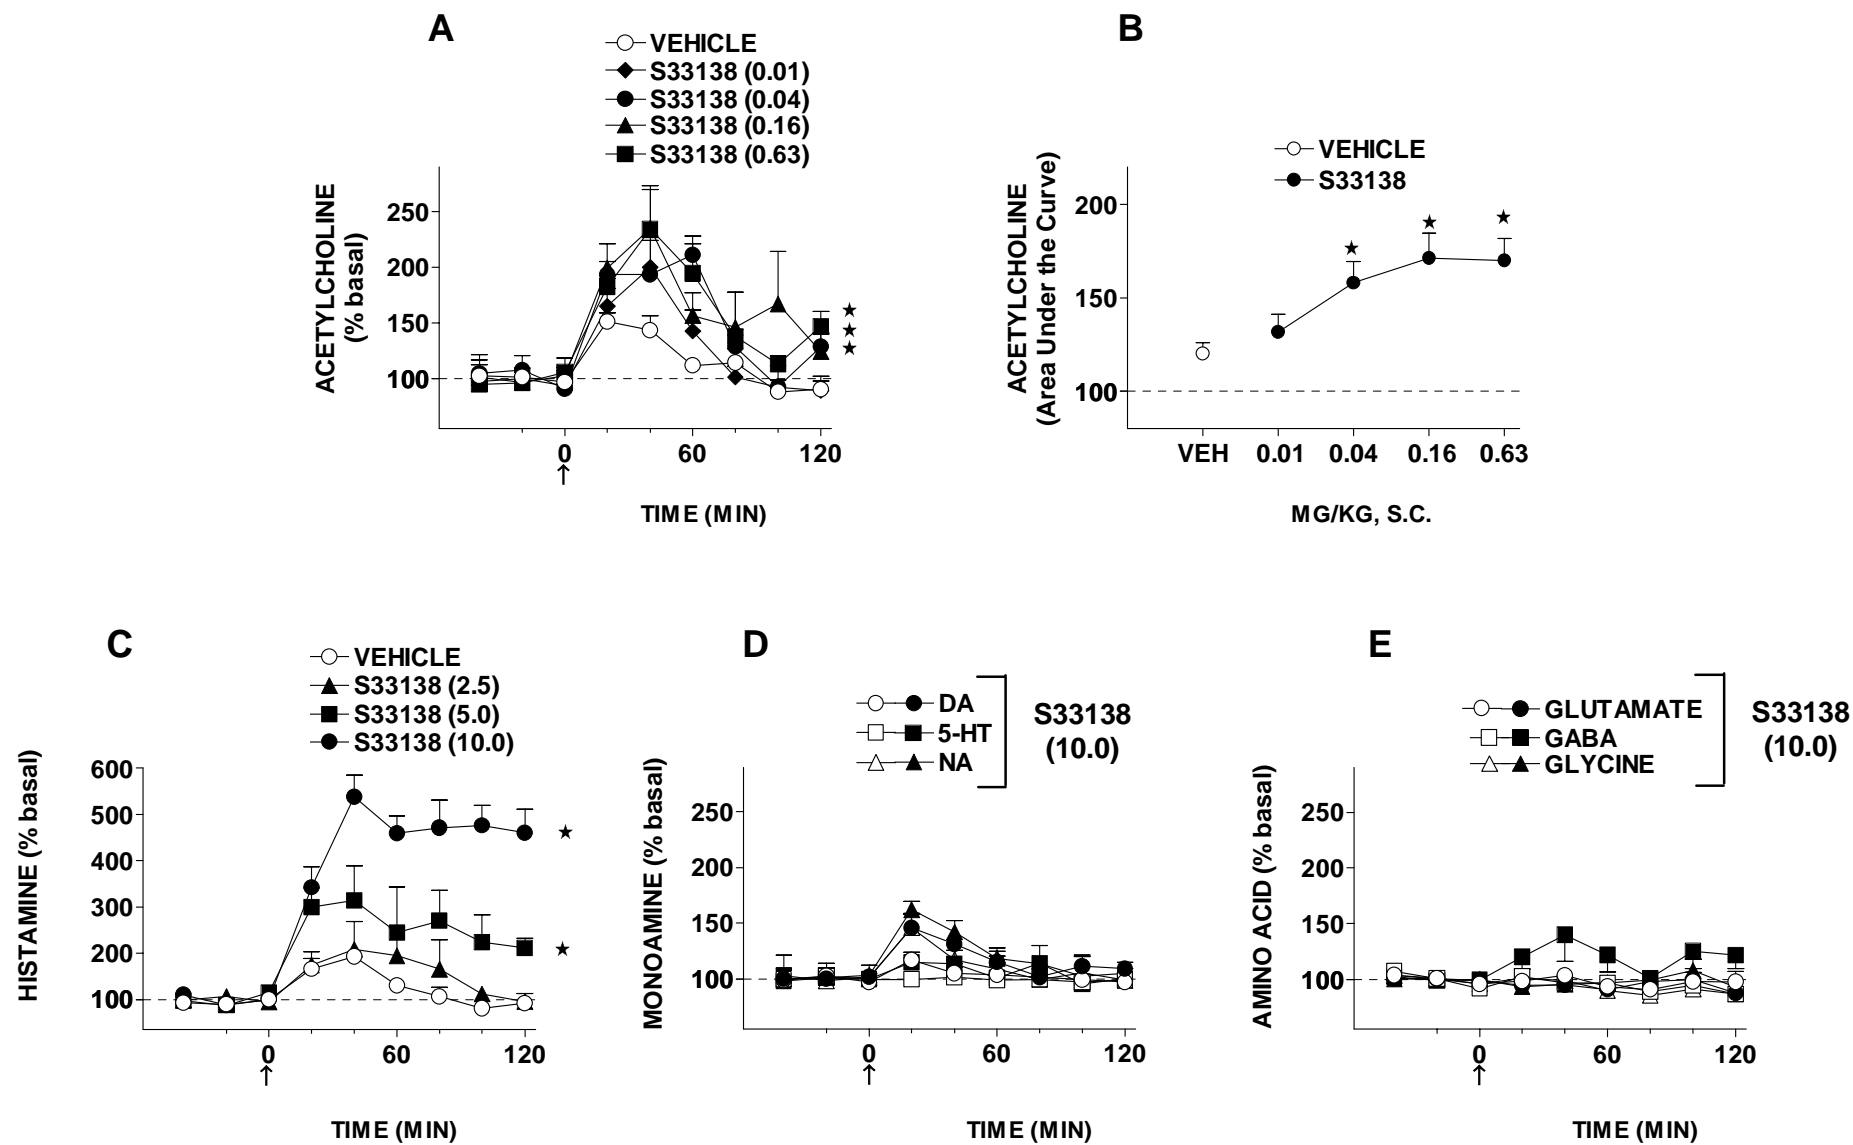 A
VEHICLE
S33138 (0.01)
S33138 (0.04)
S33138 (0.16)
S33138 (0.63)
ACETYLCHOLINE
(% basal)
250
200
150
100
0
60
120
↑
TIME (MIN)
B
VEHICLE
S33138
ACETYLCHOLINE
(Area Under the Curve)
200
150
100
VEH
0.01
0.04
0.16
0.63
MG/KG, S.C.
C
VEHICLE
S33138 (2.5)
S33138 (5.0)
S33138 (10.0)
HISTAMINE (% basal)
600
500
400
300
200
100
0
60
120
↑
TIME (MIN)
D
DA
5-HT
NA
S33138
(10.0)
MONOAMINE (% basal)
250
200
150
100
0
60
120
↑
TIME (MIN)
E
GLUTAMATE
GABA
GLYCINE
S33138
(10.0)
AMINO ACID (% basal)
250
200
150
100
0
60
120
↑
TIME (MIN)